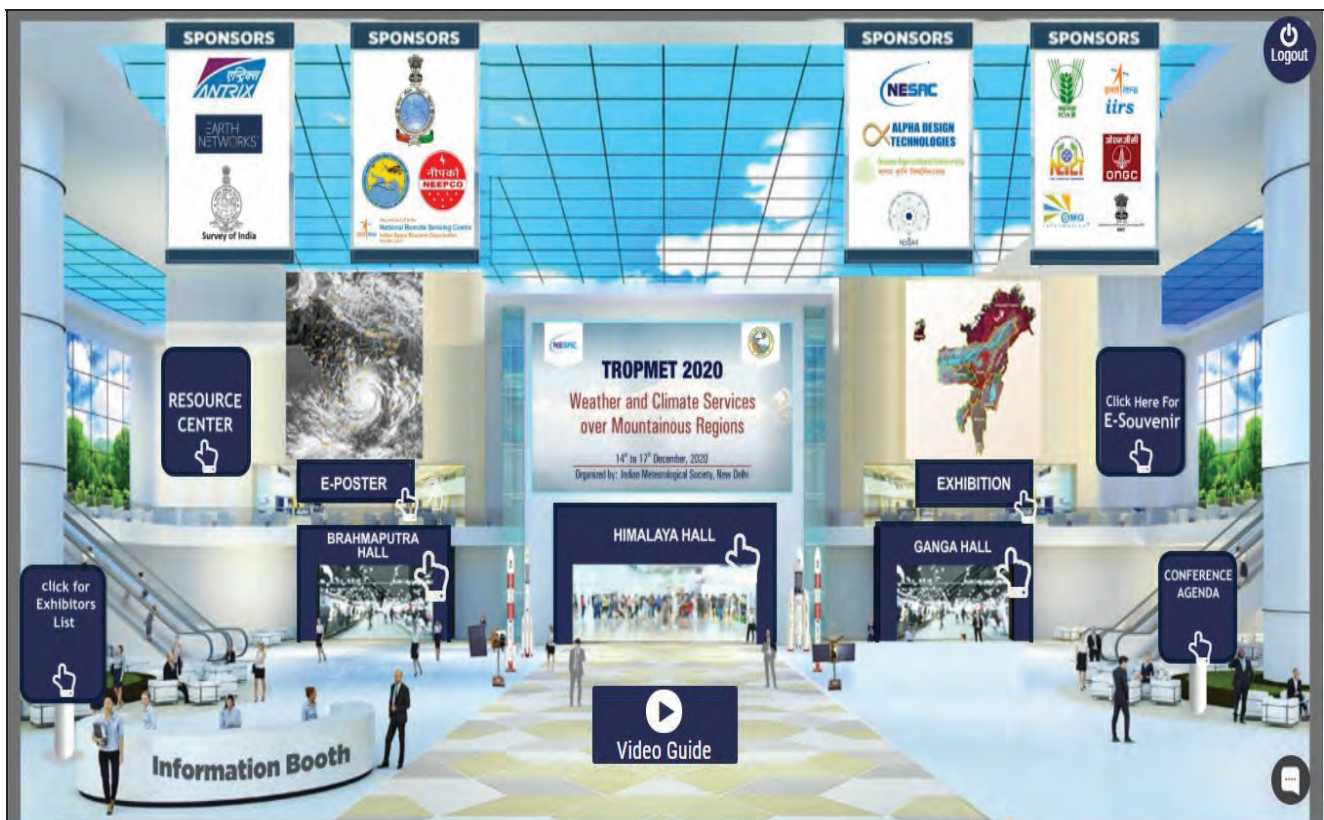 SPONSORS
एन्ट्रिक्स
ANTRIX
EARTH
NETWORKS
Survey of India
SPONSORS
नीपको
NEEPCO
National Remote Sensing Centre
SPONSORS
NESAC
ALPHA DESIGN
TECHNOLOGIES
Assam Agricultural University
SPONSORS
iirs
ओएनजीसी
ONGC
OMG
Logout
NESAC
TROPMET 2020
Weather and Climate Services
over Mountainous Regions
14th to 17th December, 2020
Organized by: Indian Meteorological Society, New Delhi
RESOURCE
CENTER
Click Here For
E-Souvenir
E-POSTER
EXHIBITION
BRAHMAPUTRA
HALL
HIMALAYA HALL
GANGA HALL
click for
Exhibitors
List
CONFERENCE
AGENDA
Video Guide
Information Booth